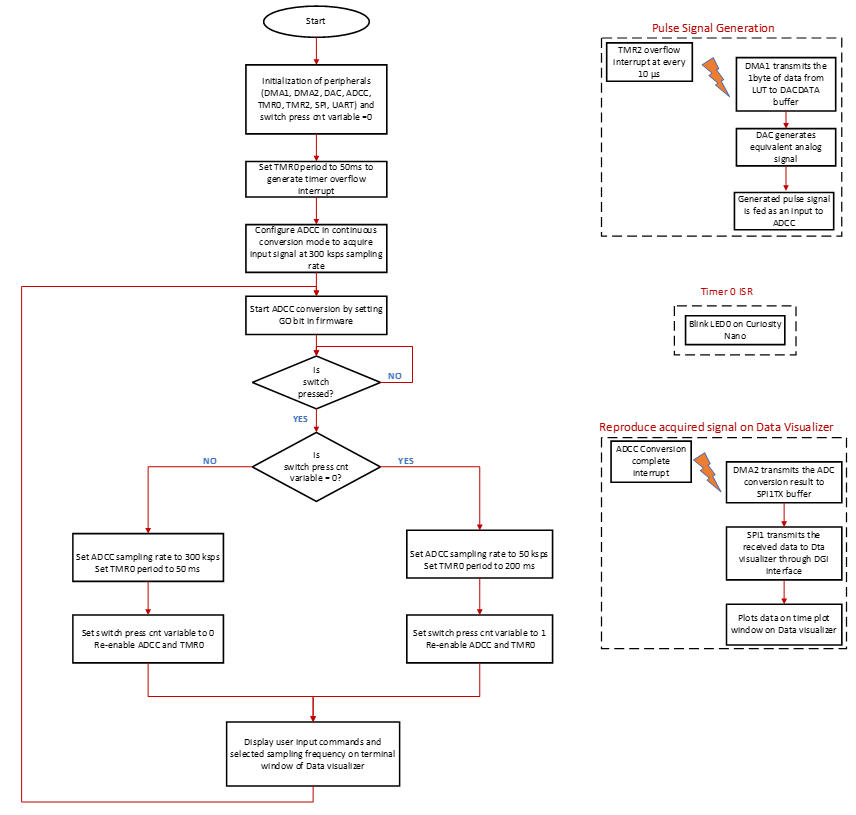 Start
Initialization of peripherals
(DMA1, DMA2, DAC, ADCC,
TMR0, TMR2, SPI, UART) and
switch press cnt variable =0
Set TMR0 period to 50ms to
generate timer overflow
interrupt
Configure ADCC in continuous
conversion mode to acquire
input signal at 300 ksps sampling
rate
Start ADCC conversion by setting
GO bit in firmware
Is
switch
pressed?
NO
YES
Is
switch press cnt
variable = 0?
NO
YES
Set ADCC sampling rate to 300 ksps
Set TMR0 period to 50 ms
Set ADCC sampling rate to 50 ksps
Set TMR0 period to 200 ms
Set switch press cnt variable to 0
Re-enable ADCC and TMR0
Set switch press cnt variable to 1
Re-enable ADCC and TMR0
Display user input commands and
selected sampling frequency on terminal
window of Data visualizer
Pulse Signal Generation
TMR2 overflow
interrupt at every
10 µs
DMA1 transmits the
1byte of data from
LUT to DACDATA
buffer
DAC generates
equivalent analog
signal
Generated pulse signal
is fed as an input to
ADCC
Timer 0 ISR
Blink LED0 on Curiosity
Nano
Reproduce acquired signal on Data Visualizer
ADCC Conversion
complete
interrupt
DMA2 transmits the ADC
conversion result to
SPI1TX buffer
SPI1 transmits the
received data to Dta
visualizer through DGI
interface
Plots data on time plot
window on Data visualizer